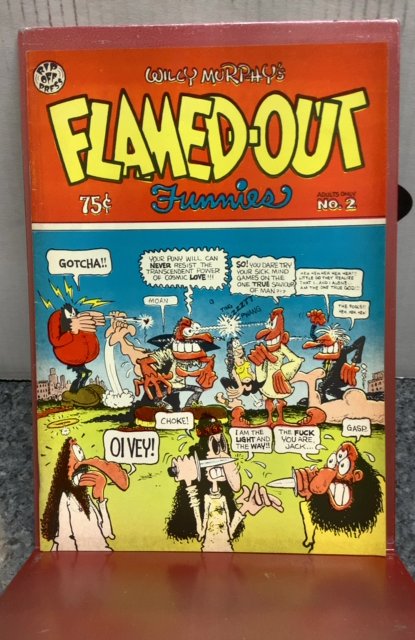 RIP
OFF
PRESS
WILLY MURPHY'S
FLAMED-OUT
75¢
Funnies
ADULTS ONLY
NO. 2
GOTCHA!!
YOUR PUNY WILL CAN
NEVER RESIST THE
TRANSCENDENT POWER
OF COSMIC LOVE!!!
SO! YOU DARE TRY
YOUR SICK MIND
GAMES ON THE
ONE TRUE SAVIOUR
OF MAN?!?
HEH HEH HEH HEH HEH!!
LITTLE DO THEY REALIZE
THAT I...AND I ALONE
AM THE ONE TRUE GOD!!
MOAN
THE FOOLS!!
HEH HEH HEH
CHOKE!
OI VEY!
I AM THE
LIGHT AND
THE WAY!!
THE FUCK
YOU ARE,
JACK...
GASP